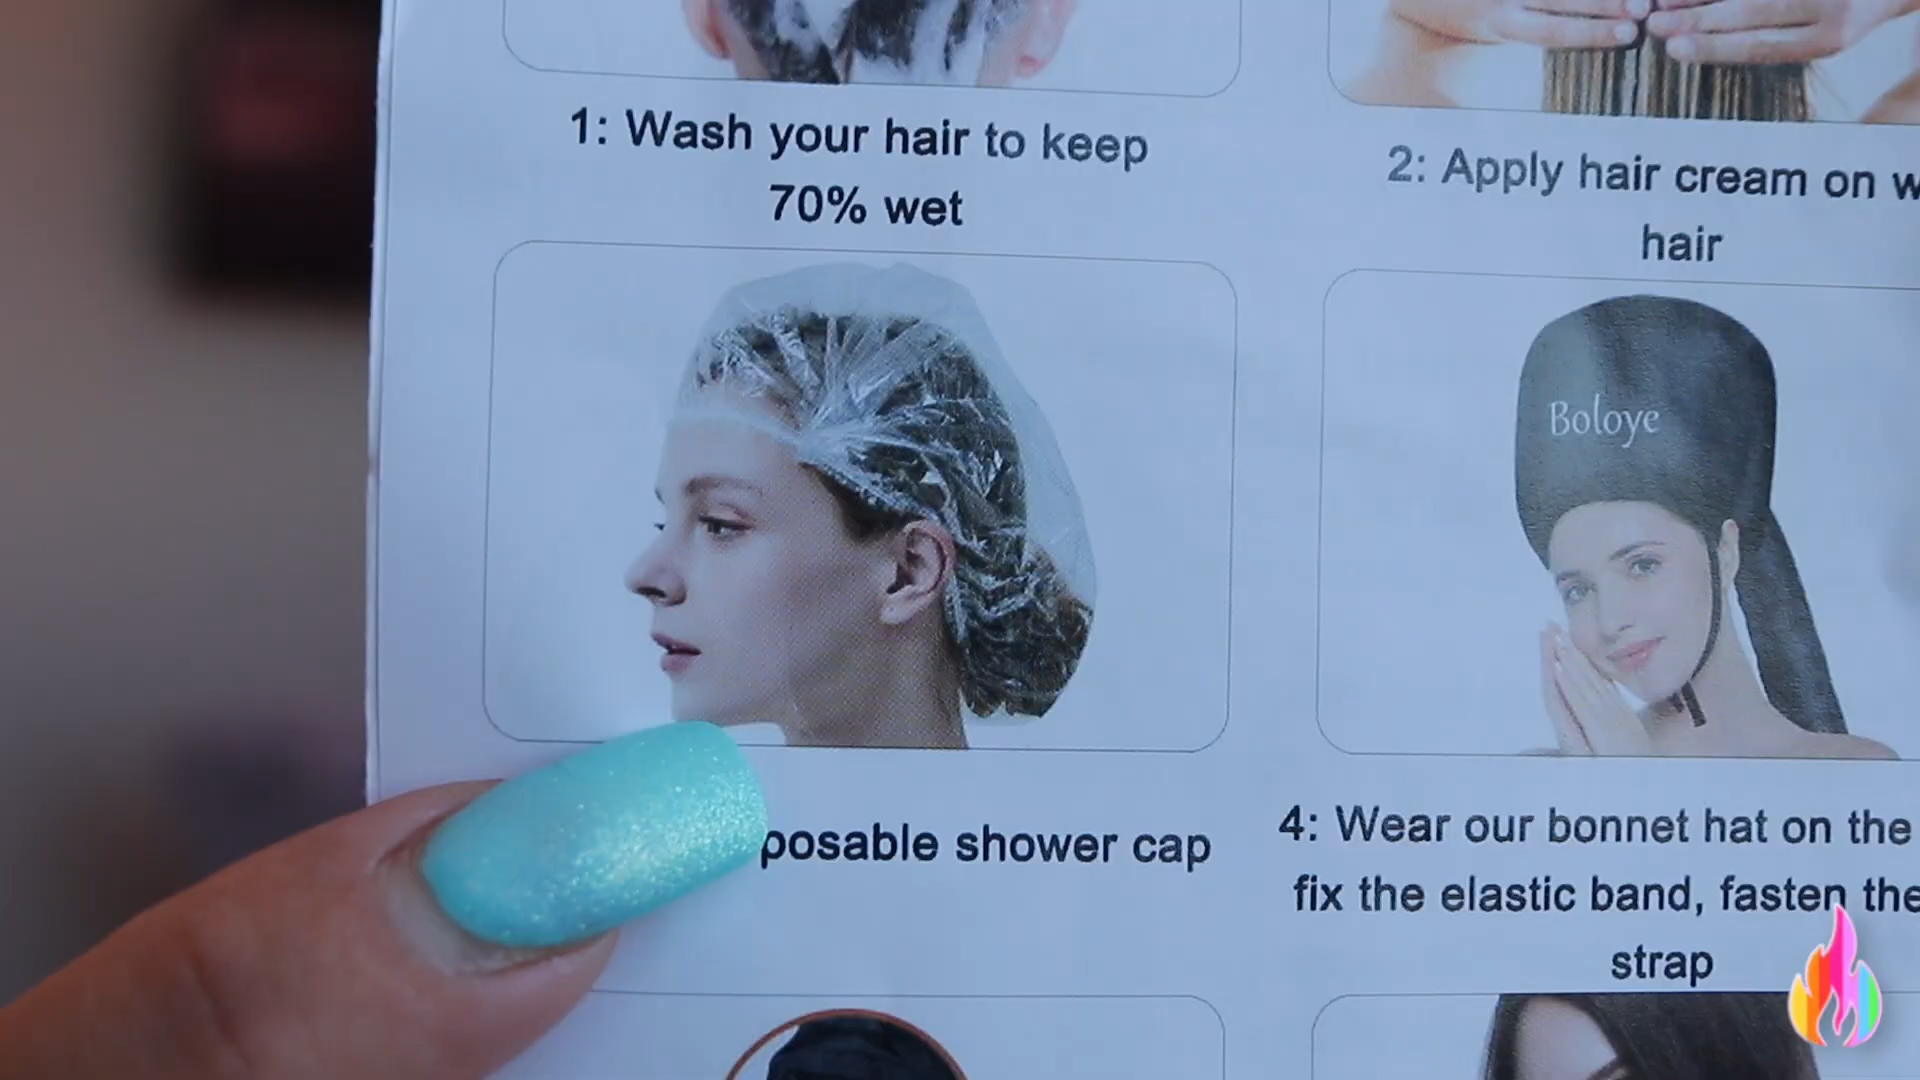 1: Wash your hair to keep
70% wet
2: Apply hair cream on
hair
Boloye
posable shower cap
4: Wear our bonnet hat on the
fix the elastic band, fasten the
strap